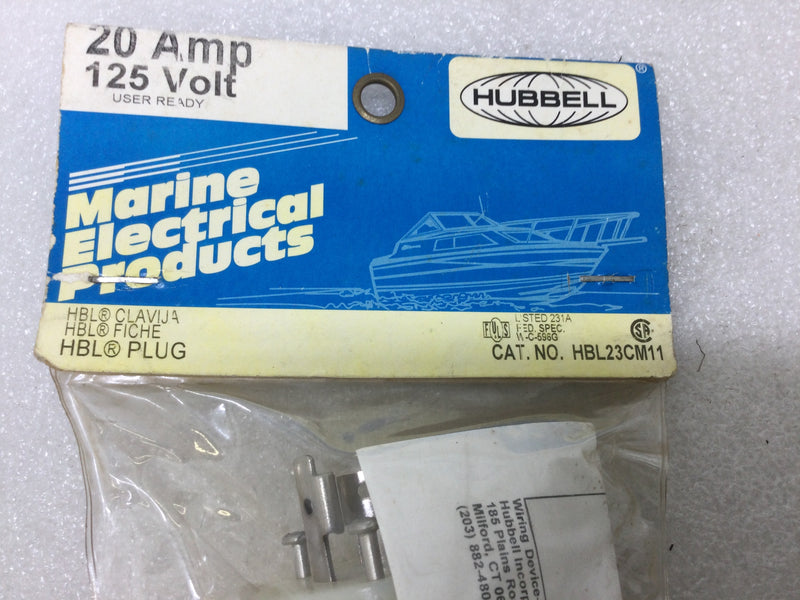 20 Amp
125 Volt
USER READY
HUBBELL
®
Marine
Electrical
Products
HBL® CLAVIJA
HBL® FICHE
HBL® PLUG
LISTED 231A
FED. SPEC.
W-C-596G
CAT. NO. HBL23CM11
Wiring Device-
Hubbell Incorp
185 Plains Ro
Milford, CT 06
(203) 882-480